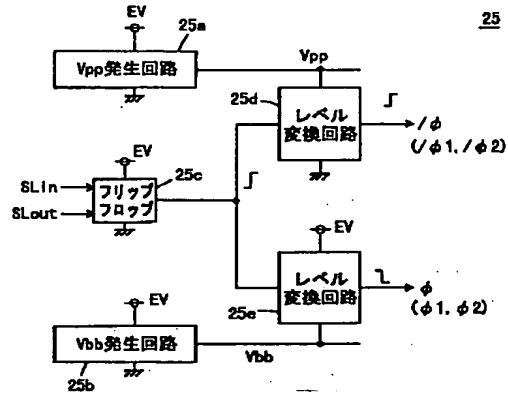 25
EV
25a
Vpp発生回路
Vpp
25d
レベル
変換回路
/φ
(/φ1, /φ2)
EV
25c
SLin
SLout
フリップ
フロップ
EV
レベル
変換回路
25e
φ
(φ1, φ2)
EV
Vbb発生回路
Vbb
25b